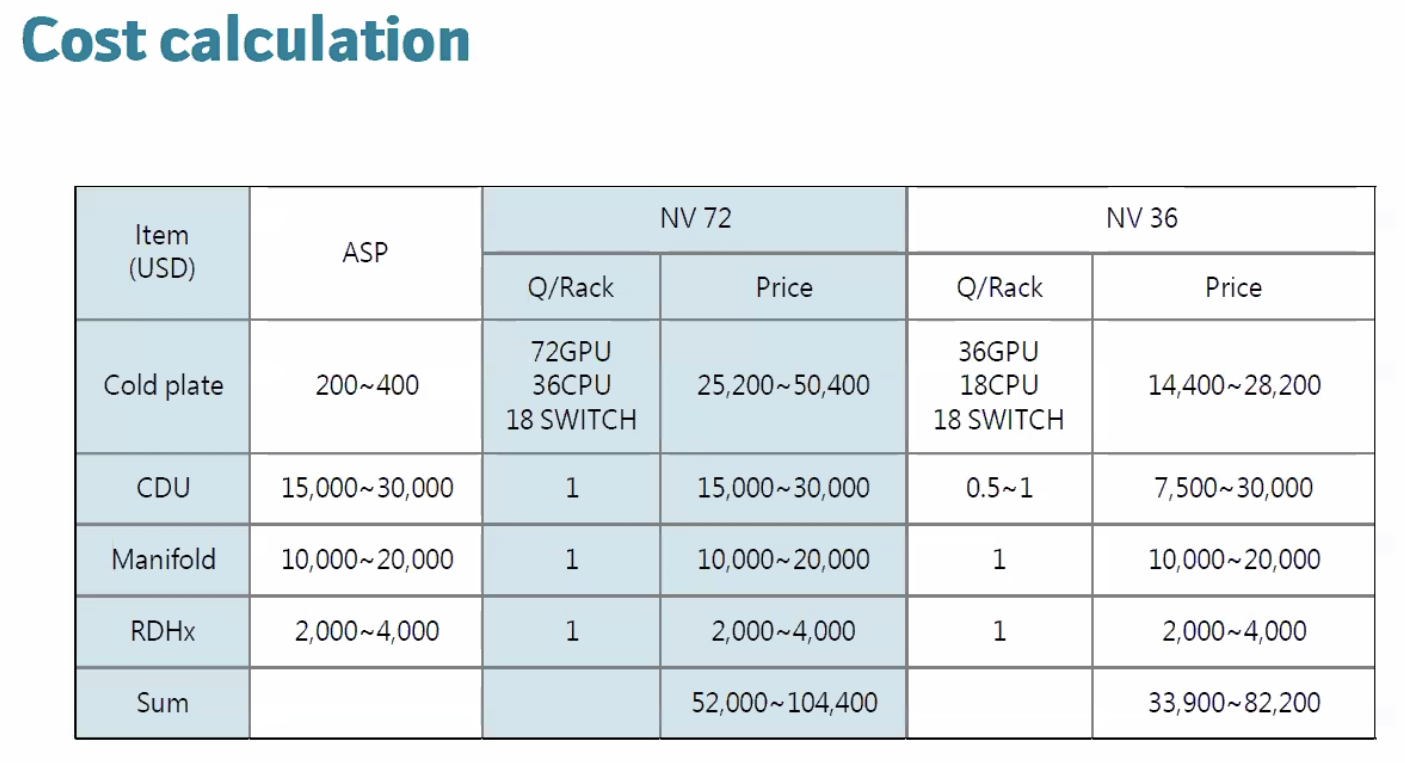 Cost calculation
Item
(USD)
ASP
NV 72
NV 36
Q/Rack
Price
Q/Rack
Price
Cold plate
200~400
72GPU
36CPU
18 SWITCH
25,200~50,400
36GPU
18CPU
18 SWITCH
14,400~28,200
CDU
15,000~30,000
1
15,000~30,000
0.5~1
7,500~30,000
Manifold
10,000~20,000
1
10,000~20,000
1
10,000~20,000
RDHx
2,000~4,000
1
2,000~4,000
1
2,000~4,000
Sum
52,000~104,400
33,900~82,200